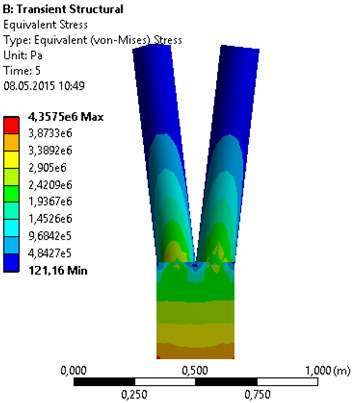 B: Transient Structural
Equivalent Stress
Type: Equivalent (von-Mises) Stress
Unit: Pa
Time: 5
08.05.2015 10:49
4,3575e6 Max
3,8733e6
3,3892e6
2,905e6
2,4209e6
1,9367e6
1,4526e6
9,6842e5
4,8427e5
121,16 Min
0,000 0,500 1,000 (m)
0,250 0,750